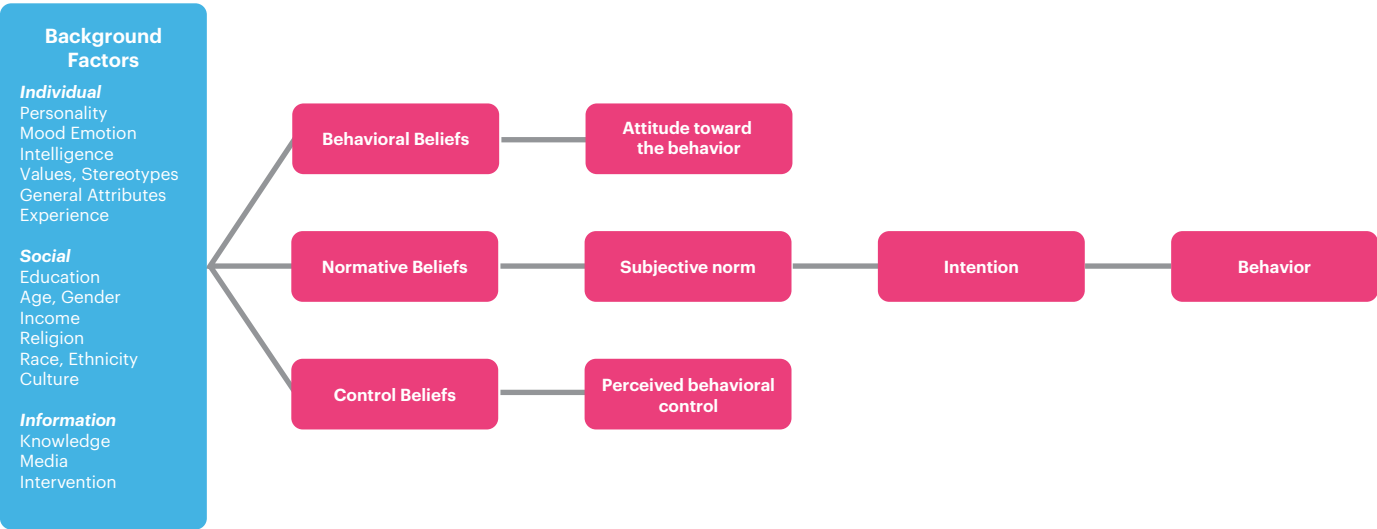 Background
Factors
Individual
Personality
Mood Emotion
Intelligence
Values, Stereotypes
General Attributes
Experience
Social
Education
Age, Gender
Income
Religion
Race, Ethnicity
Culture
Information
Knowledge
Media
Intervention
Behavioral Beliefs
Attitude toward
the behavior
Normative Beliefs
Subjective norm
Intention
Behavior
Control Beliefs
Perceived behavioral
control